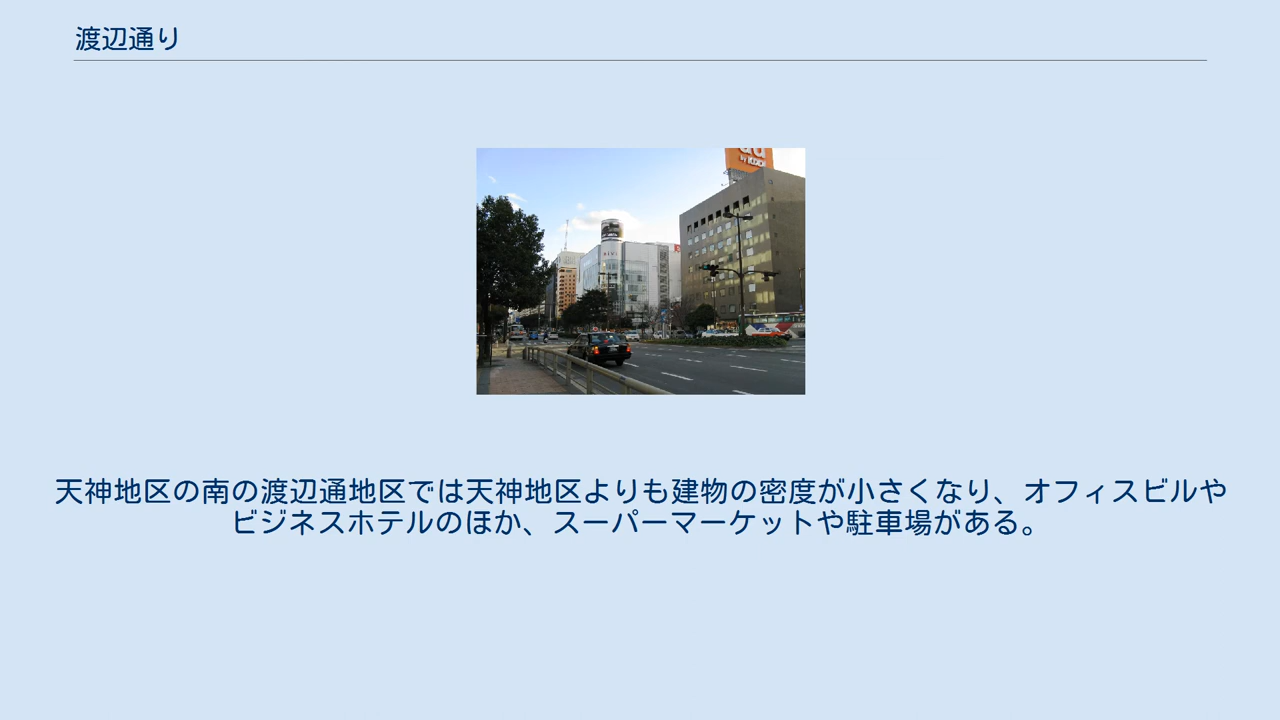 渡辺通り
天神地区の南の渡辺通地区では天神地区よりも建物の密度が小さくなり、オフィスビルや
ビジネスホテルのほか、スーパーマーケットや駐車場がある。